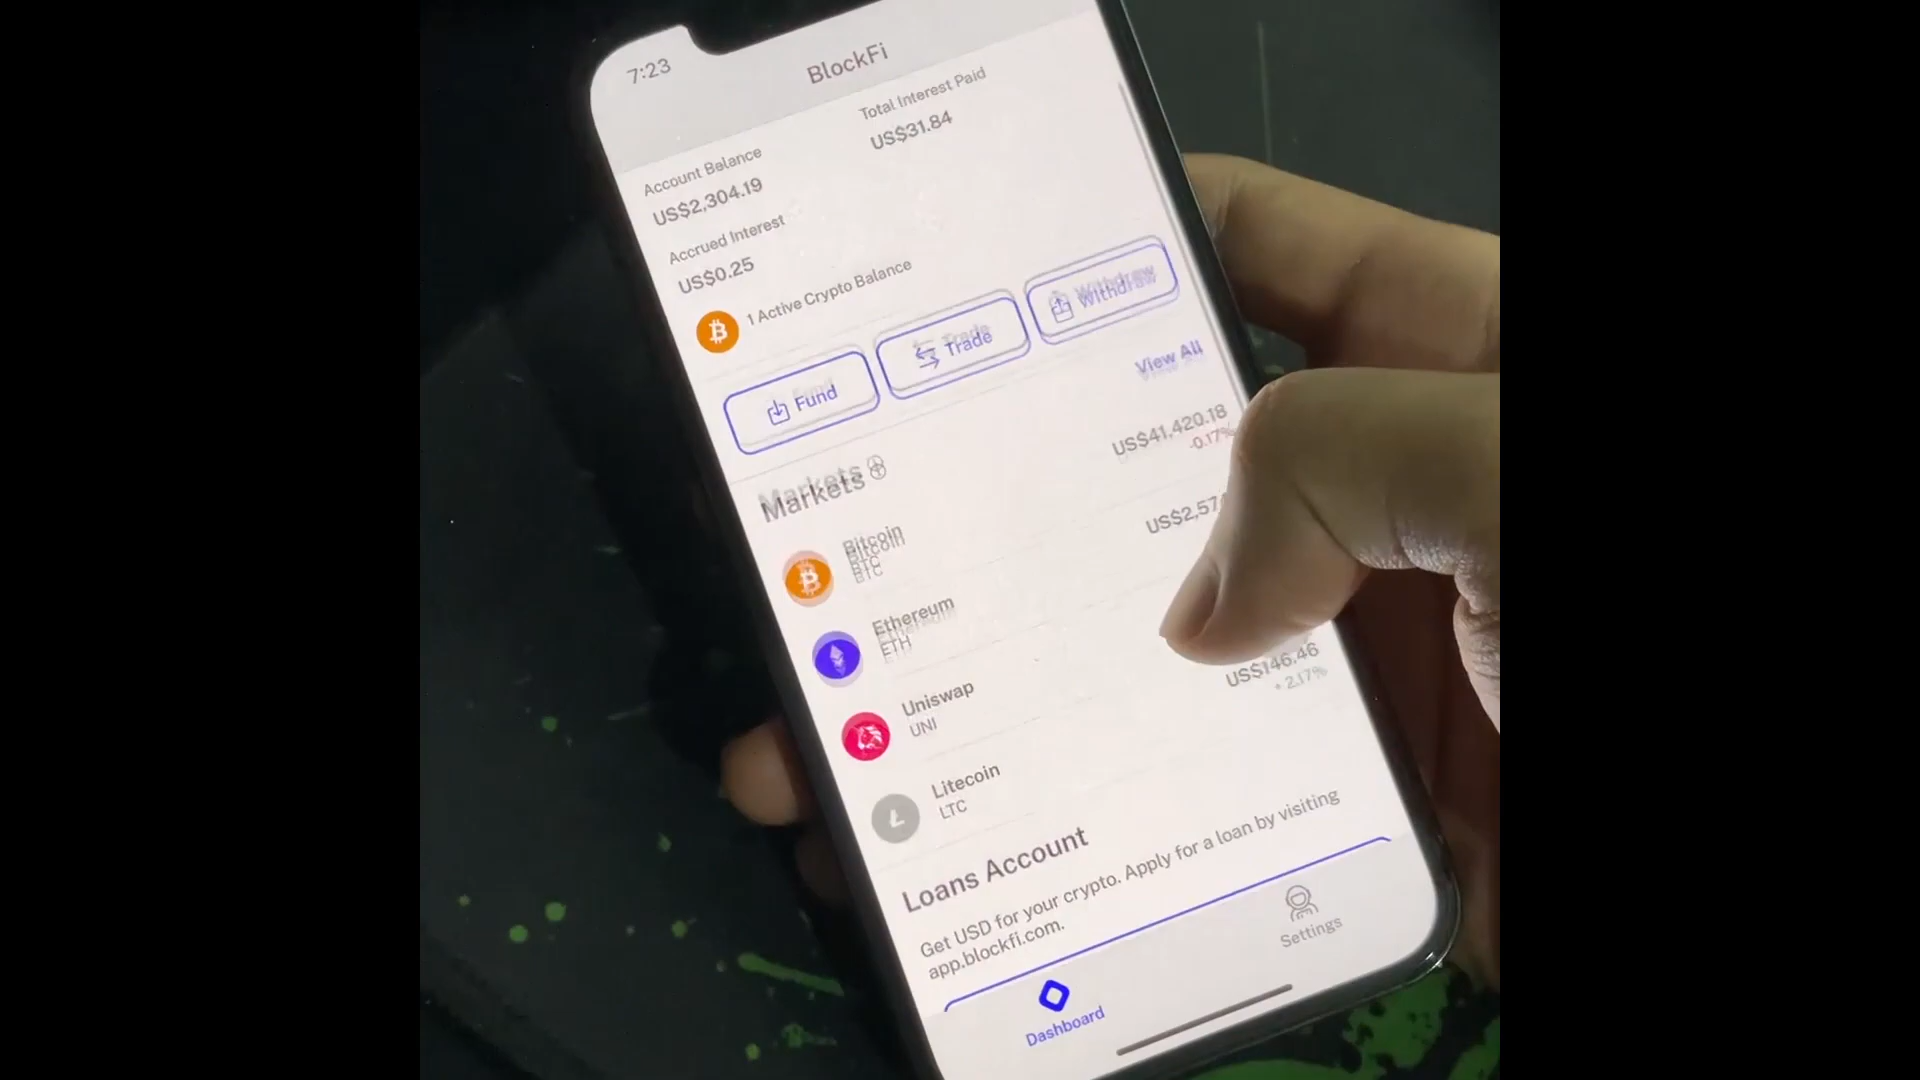 7:23
BlockFi
Account Balance
US$2,304.19
Total Interest Paid
US$31.84
Accrued Interest
US$0.25
1 Active Crypto Balance
Fund
Trade
Withdraw
Markets
View All
Bitcoin
BTC
US$41,420.18
-0.17%
Ethereum
ETH
US$2,57
Uniswap
UNI
Litecoin
LTC
US$146.46
+ 2.17%
Loans Account
Get USD for your crypto. Apply for a loan by visiting
app.blockfi.com.
Dashboard
Settings